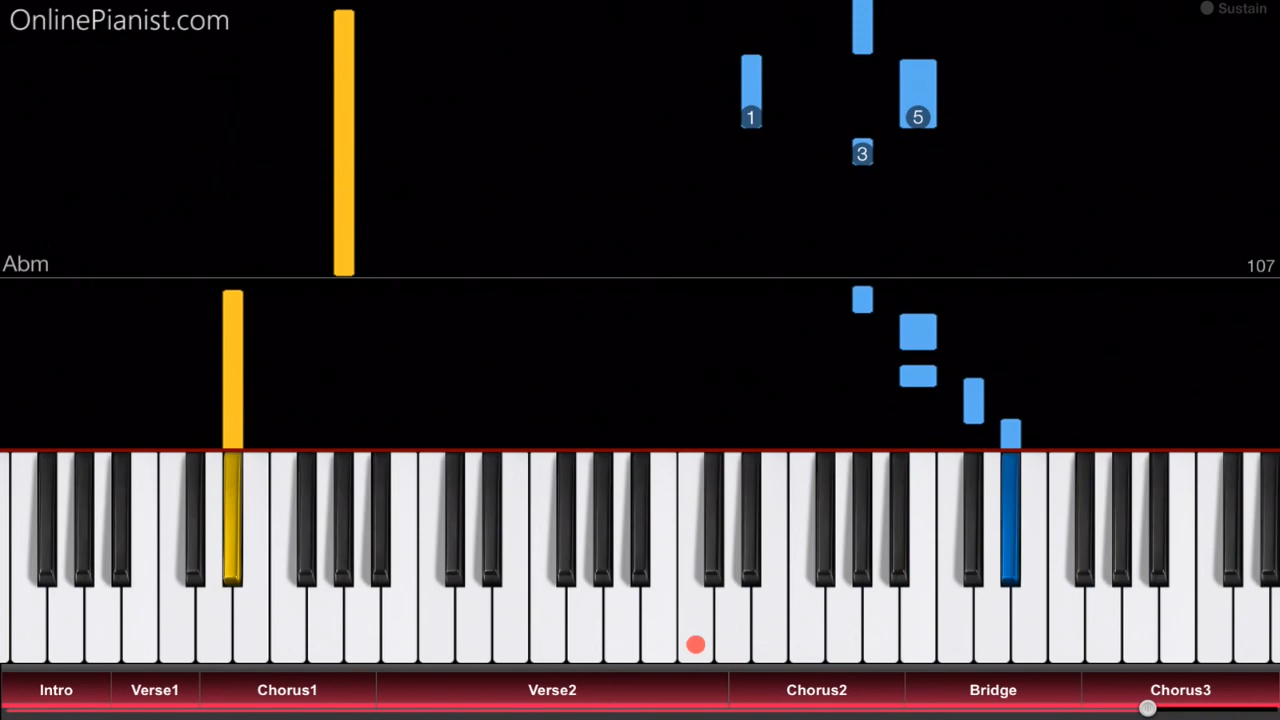 OnlinePianist.com
Sustain
1
5
3
Abm
107
Intro
Verse1
Chorus1
Verse2
Chorus2
Bridge
Chorus3